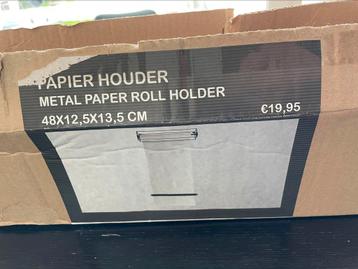 PAPIER HOUDER
METAL PAPER ROLL HOLDER
€19,95
48X12,5X13,5 CM